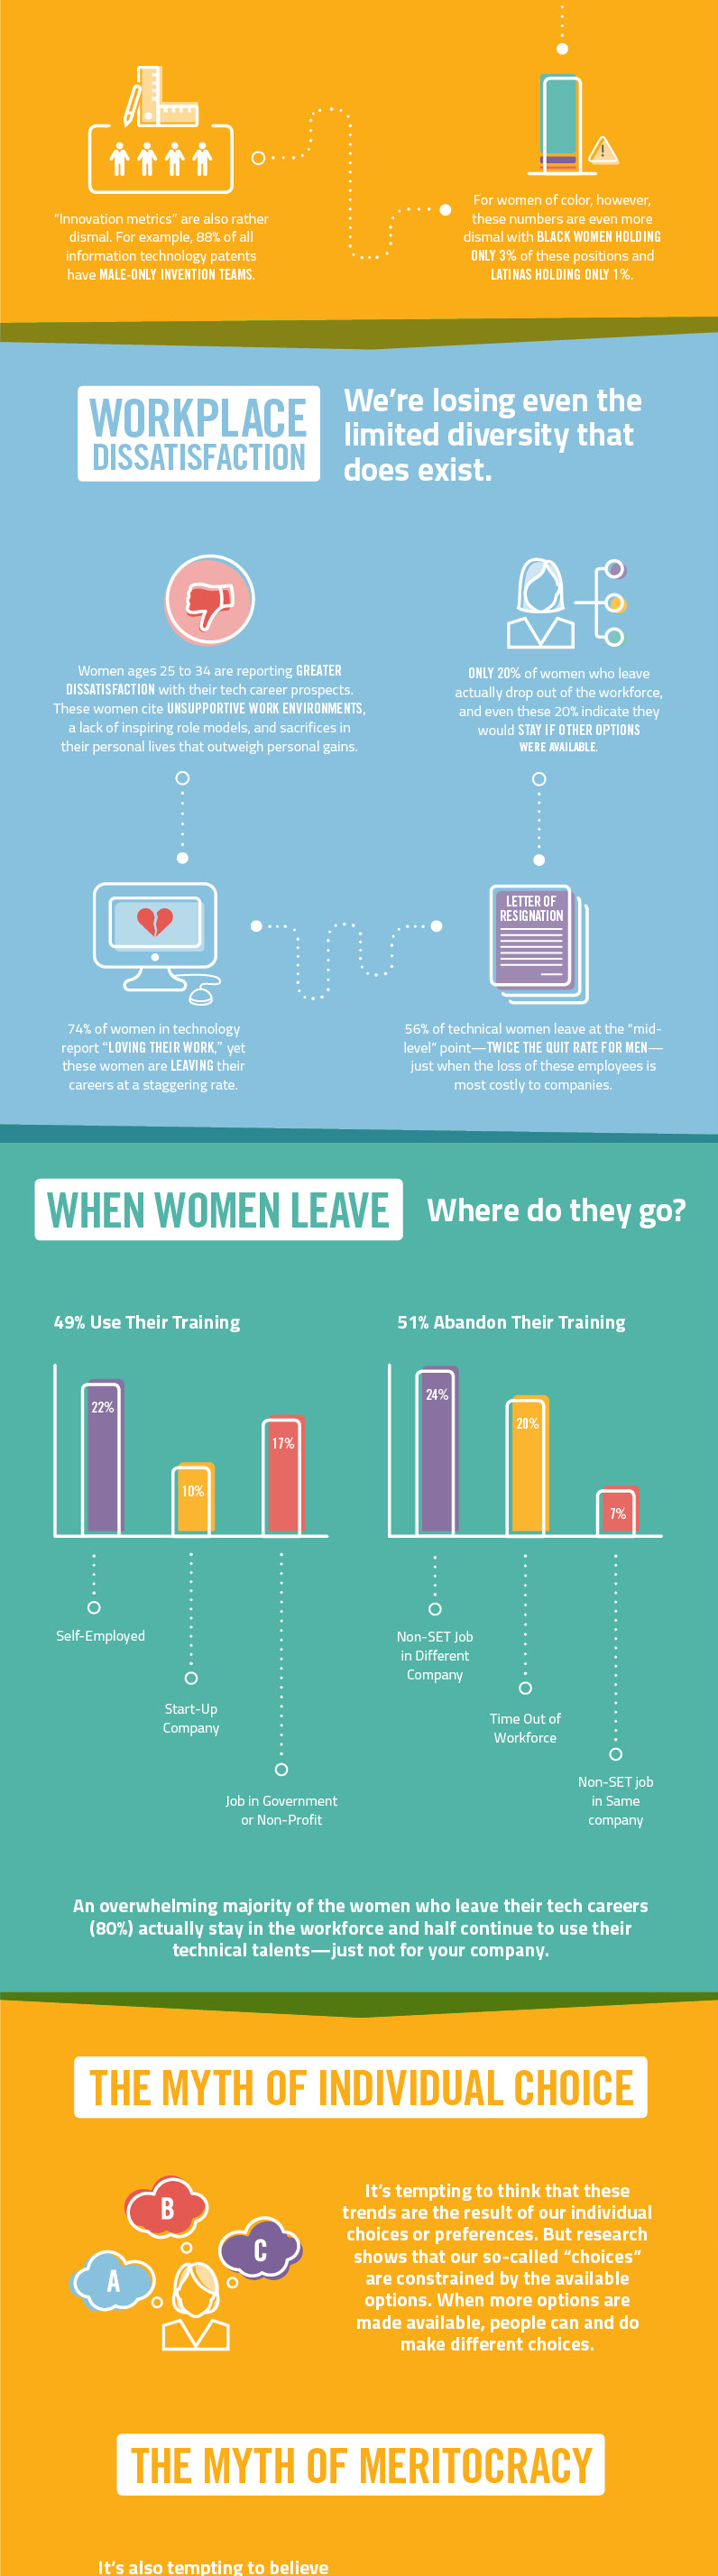 "Innovation metrics" are also rather
dismal. For example, 88% of all
information technology patents
have MALE-ONLY INVENTION TEAMS.
For women of color, however,
these numbers are even more
dismal with BLACK WOMEN HOLDING
ONLY 3% of these positions and
LATINAS HOLDING ONLY 1%.
WORKPLACE
DISSATISFACTION
We're losing even the
limited diversity that
does exist.
Women ages 25 to 34 are reporting GREATER
DISSATISFACTION with their tech career prospects.
These women cite UNSUPPORTIVE WORK ENVIRONMENTS,
a lack of inspiring role models, and sacrifices in
their personal lives that outweigh personal gains.
ONLY 20% of women who leave
actually drop out of the workforce,
and even these 20% indicate they
would STAY IF OTHER OPTIONS
WERE AVAILABLE.
LETTER OF
RESIGNATION
74% of women in technology
report "LOVING THEIR WORK," yet
these women are LEAVING their
careers at a staggering rate.
56% of technical women leave at the "mid-
level" point—TWICE THE QUIT RATE FOR MEN—
just when the loss of these employees is
most costly to companies.
WHEN WOMEN LEAVE
Where do they go?
49% Use Their Training
22%
10%
17%
Self-Employed
Start-Up
Company
Job in Government
or Non-Profit
51% Abandon Their Training
24%
20%
7%
Non-SET Job
in Different
Company
Time Out of
Workforce
Non-SET job
in Same
company
An overwhelming majority of the women who leave their tech careers
(80%) actually stay in the workforce and half continue to use their
technical talents—just not for your company.
THE MYTH OF INDIVIDUAL CHOICE
A
B
C
It's tempting to think that these
trends are the result of our individual
choices or preferences. But research
shows that our so-called "choices"
are constrained by the available
options. When more options are
made available, people can and do
make different choices.
THE MYTH OF MERITOCRACY
It's also tempting to believe